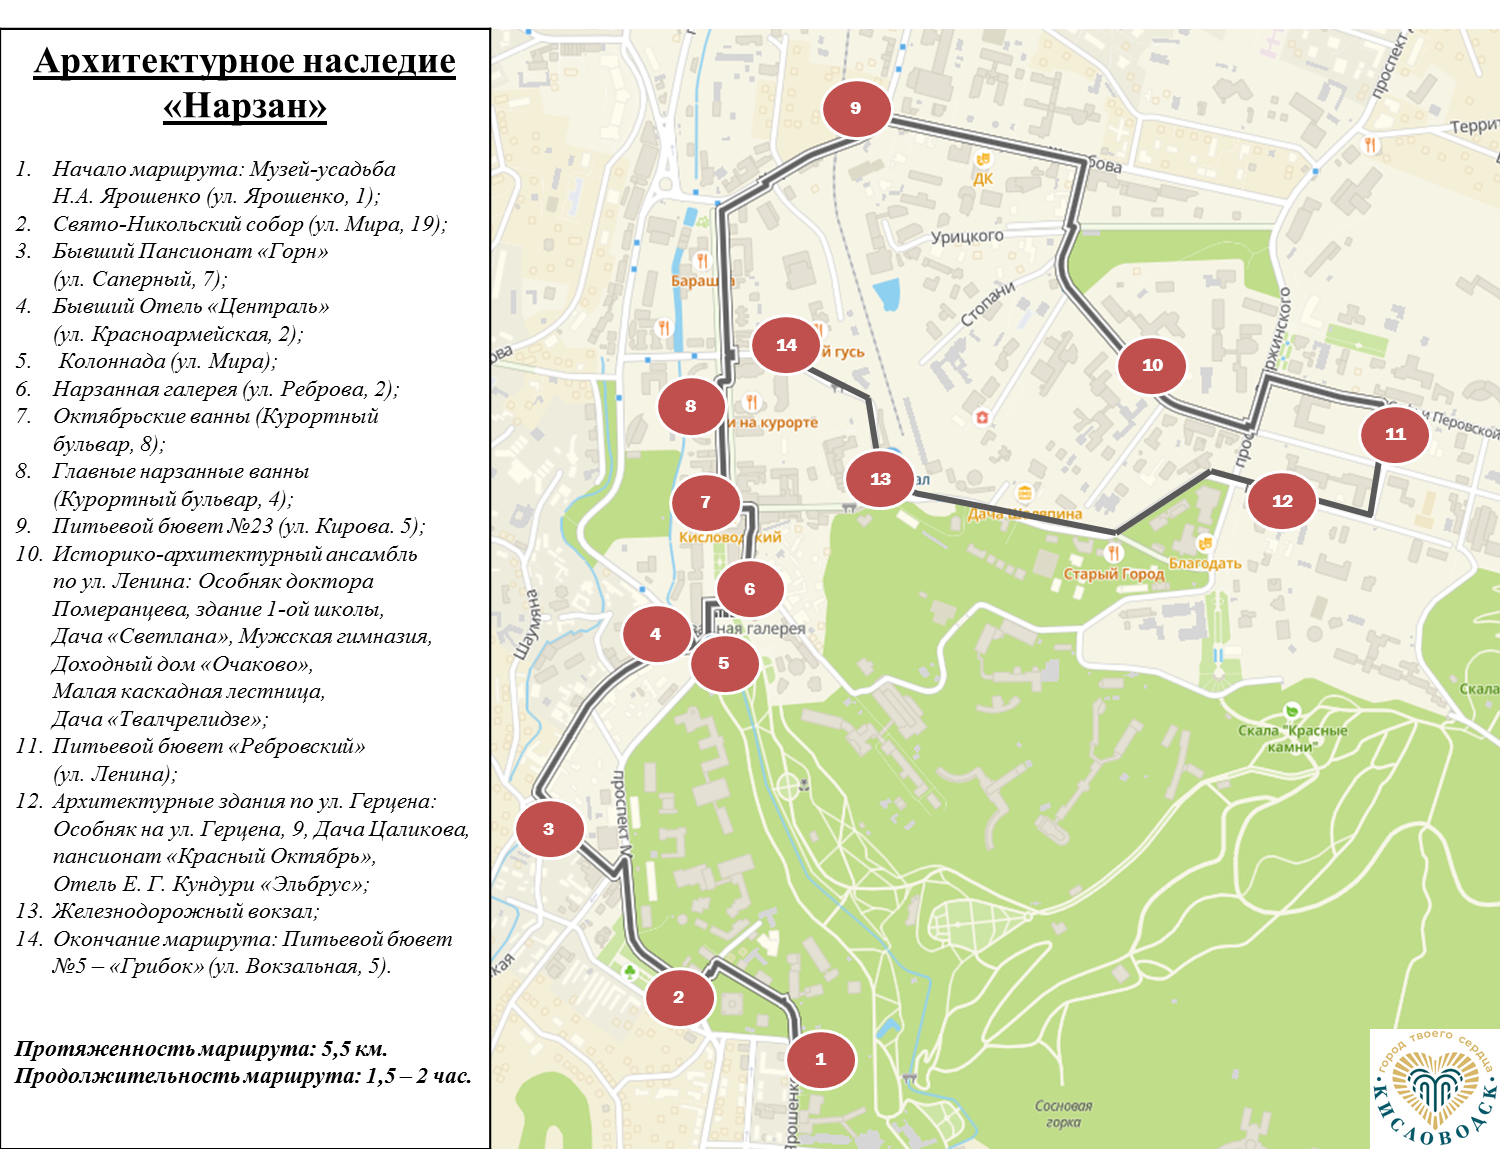 Архитектурное наследие
«Нарзан»
1. Начало маршрута: Музей-усадьба
Н.А. Ярошенко (ул. Ярошенко, 1);
2. Свято-Никольский собор (ул. Мира, 19);
3. Бывший Пансионат «Горн»
(ул. Саперный, 7);
4. Бывший Отель «Централь»
(ул. Красноармейская, 2);
5. Колоннада (ул. Мира);
6. Нарзанная галерея (ул. Реброва, 2);
7. Октябрьские ванны (Курортный
бульвар, 8);
8. Главные нарзанные ванны
(Курортный бульвар, 4);
9. Питьевой бювет №23 (ул. Кирова. 5);
10. Историко-архитектурный ансамбль
по ул. Ленина: Особняк доктора
Померанцева, здание 1-ой школы,
Дача «Светлана», Мужская гимназия,
Доходный дом «Очаково»,
Малая каскадная лестница,
Дача «Твалчрелидзе»;
11. Питьевой бювет «Ребровский»
(ул. Ленина);
12. Архитектурные здания по ул. Герцена:
Особняк на ул. Герцена, 9, Дача Цаликова,
пансионат «Красный Октябрь»,
Отель Е. Г. Кундури «Эльбрус»;
13. Железнодорожный вокзал;
14. Окончание маршрута: Питьевой бювет
№5 – «Грибок» (ул. Вокзальная, 5).
Протяженность маршрута: 5,5 км.
Продолжительность маршрута: 1,5 – 2 час.
проспект
9
Террит
бова
ДК
Урицкого
Бараш
Стопани
14
й гусь
ржинского
10
ова
8
и на курорте
11
и Перовской
прос
13
ал
12
7
Дача Шаляпина
Кисловодский
Старый Город
Благодать
6
Шаумяна
4
ная галерея
5
Скала
Скала "Красные
камни"
проспект М
3
ская
2
1
Ярошенк
Сосновая
горка
город твоего сердца
КИСЛОВОДСК